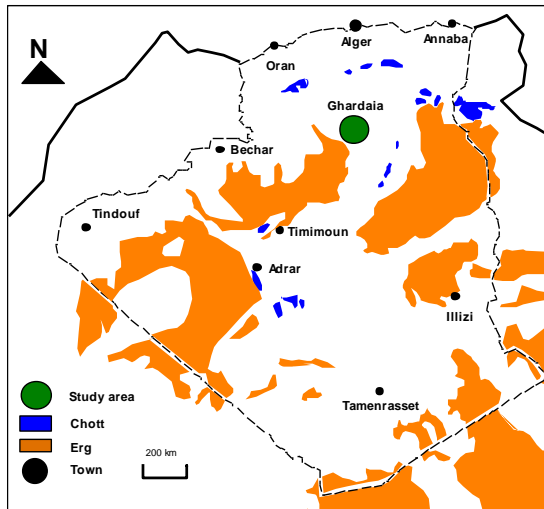 N
Alger
Annaba
Oran
Ghardaia
Bechar
Tindouf
Timimoun
Adrar
Illizi
Tamenrasset
Study area
Chott
Erg
Town
200 km